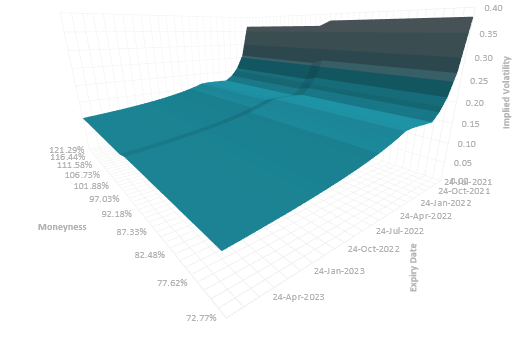 0.40
0.35
0.30
0.25
0.20
0.15
0.10
0.05
0.00
Implied Volatility
121.29%
116.44%
111.58%
106.73%
101.88%
97.03%
92.18%
87.33%
82.48%
77.62%
72.77%
Moneyness
24-Jul-2021
24-Oct-2021
24-Jan-2022
24-Apr-2022
24-Jul-2022
24-Oct-2022
24-Jan-2023
24-Apr-2023
Expiry Date